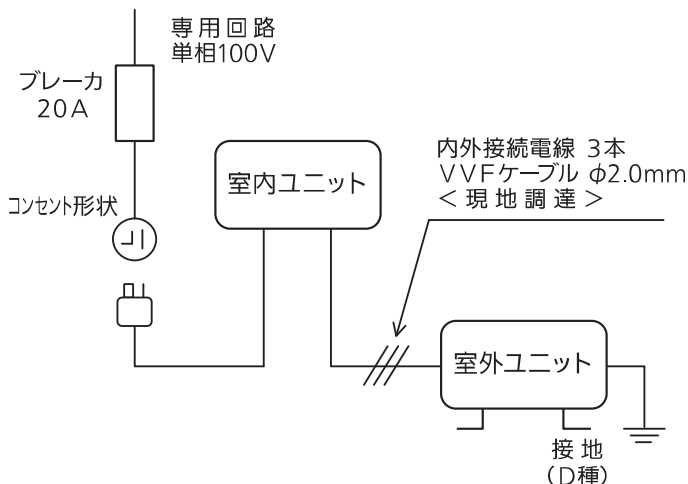 専用回路
単相100V
ブレーカ
20A
コンセント形状
室内ユニット
内外接続電線 3本
VVFケーブル φ2.0mm
<現地調達>
室外ユニット
接地
(D種)